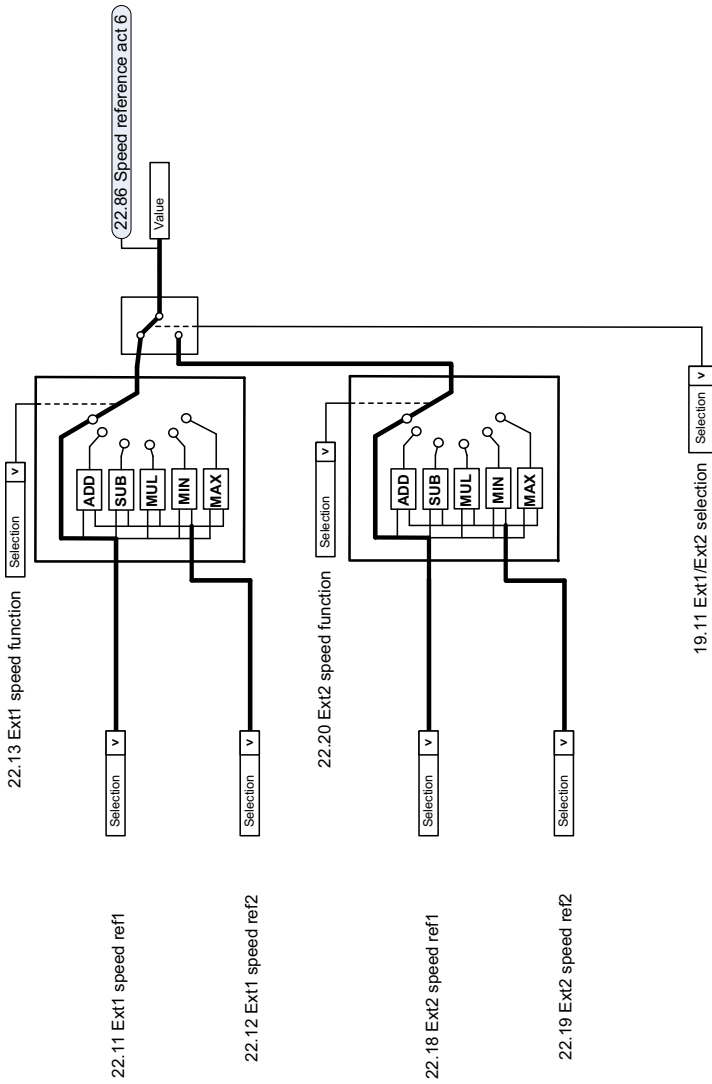 22.13 Ext1 speed function
Selection
v
22.86 Speed reference act 6
Value
22.11 Ext1 speed ref1
Selection
v
ADD
SUB
MUL
MIN
MAX
22.12 Ext1 speed ref2
Selection
v
22.20 Ext2 speed function
Selection
v
22.18 Ext2 speed ref1
Selection
v
ADD
SUB
MUL
MIN
MAX
22.19 Ext2 speed ref2
Selection
v
19.11 Ext1/Ext2 selection
Selection
v